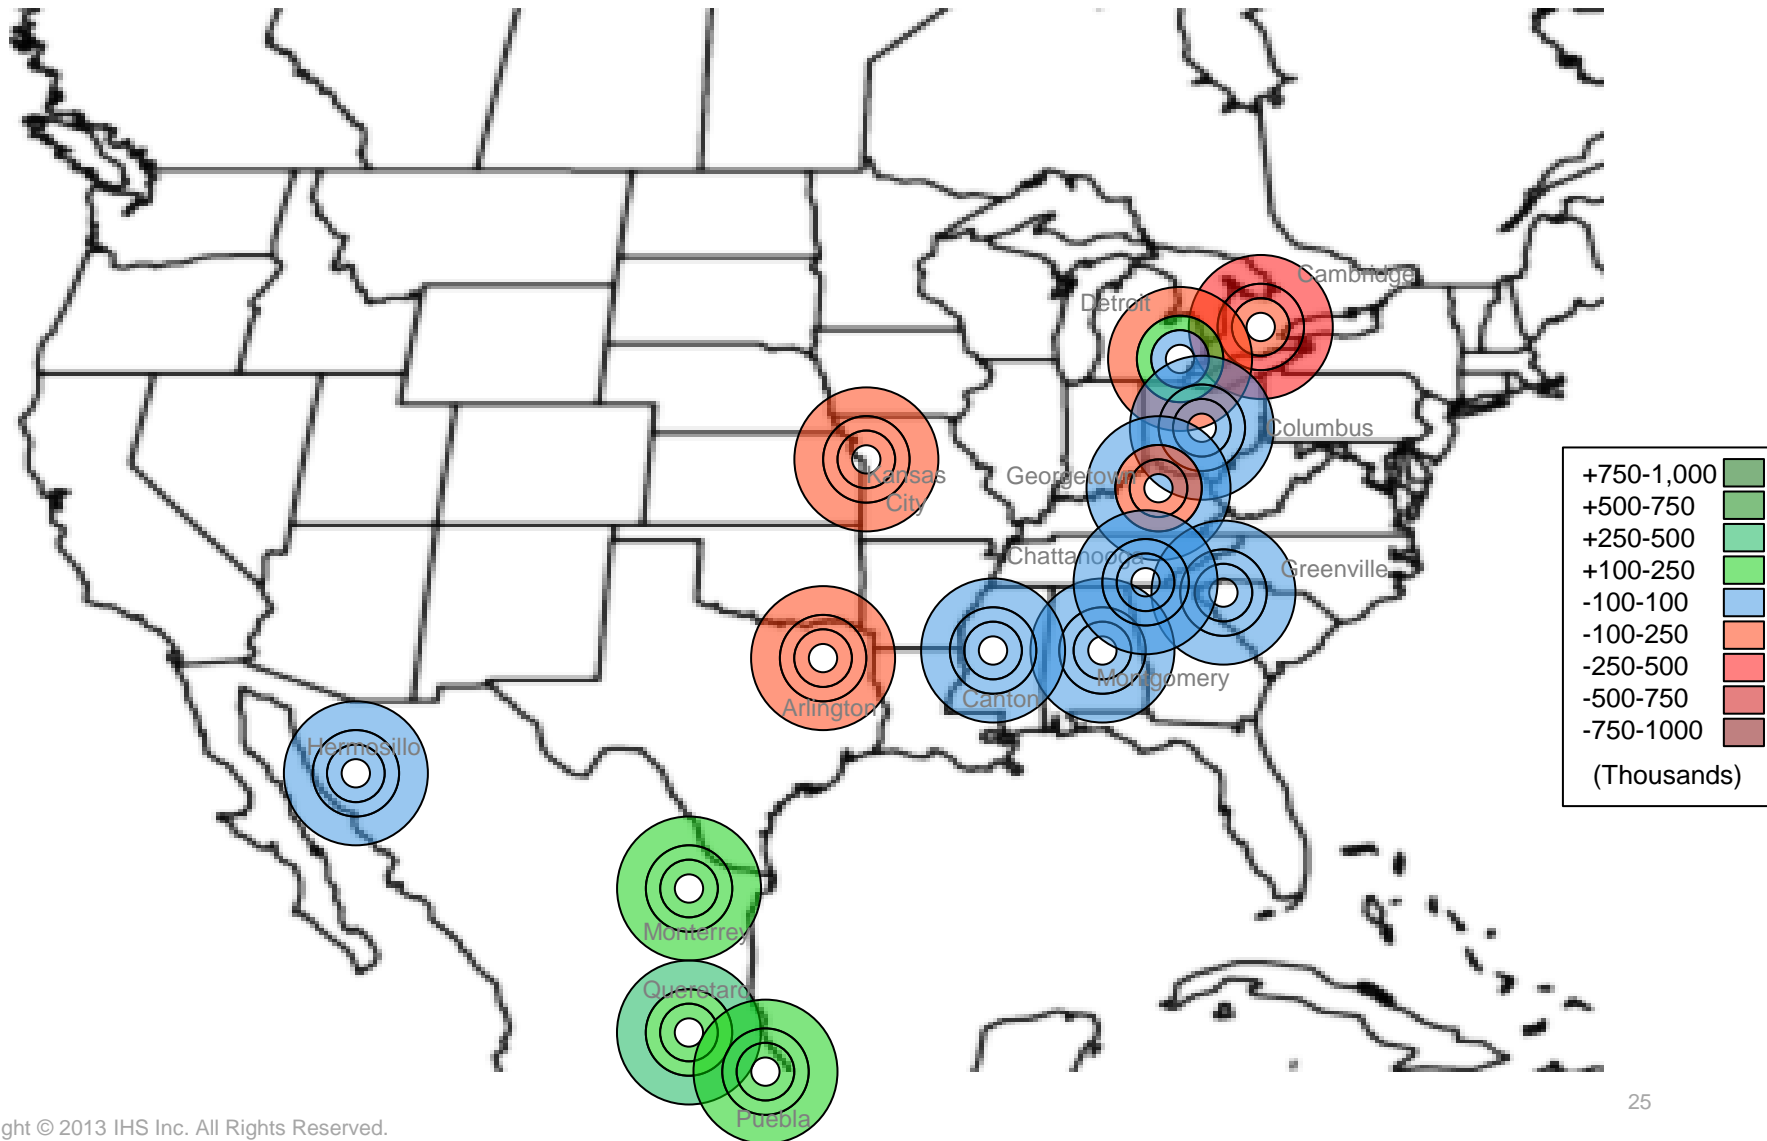 Cambridge
Detroit
Columbus
Kansas
City
Georgetown
Chattanooga
Greenville
Montgomery
Canton
Arlington
Hermosillo
Monterrey
Queretaro
Puebla
+750-1,000
+500-750
+250-500
+100-250
-100-100
-100-250
-250-500
-500-750
-750-1000
(Thousands)
25
ght © 2013 IHS Inc. All Rights Reserved.